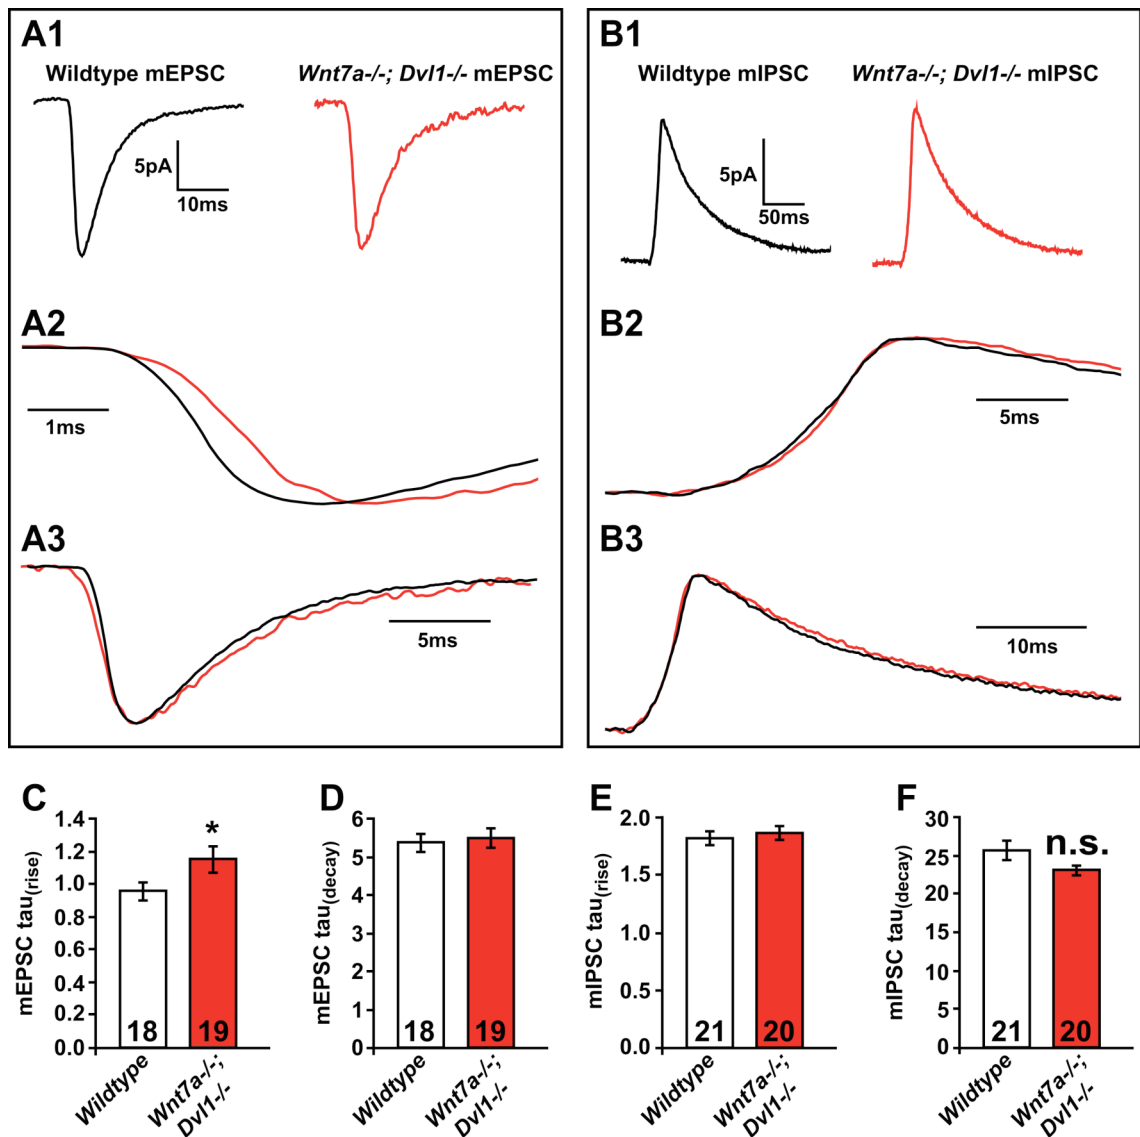 A1
Wildtype mEPSC
Wnt7a-/-; Dvl1-/- mEPSC
5pA
10ms
A2
1ms
A3
5ms
B1
Wildtype mIPSC
Wnt7a-/-; Dvl1-/- mIPSC
5pA
50ms
B2
5ms
B3
10ms
C
mEPSC tau(rise)
1.4
1.2
1.0
0.8
0.6
0.4
0.2
0.0
*
18
19
Wildtype
Wnt7a-/-;
Dvl1-/-
D
mEPSC tau(decay)
6
5
4
3
2
1
0
18
19
Wildtype
Wnt7a-/-;
Dvl1-/-
E
mIPSC tau(rise)
2.0
1.5
1.0
0.5
0.0
21
20
Wildtype
Wnt7a-/-;
Dvl1-/-
F
mIPSC tau(decay)
30
25
20
15
10
5
0
n.s.
21
20
Wildtype
Wnt7a-/-;
Dvl1-/-